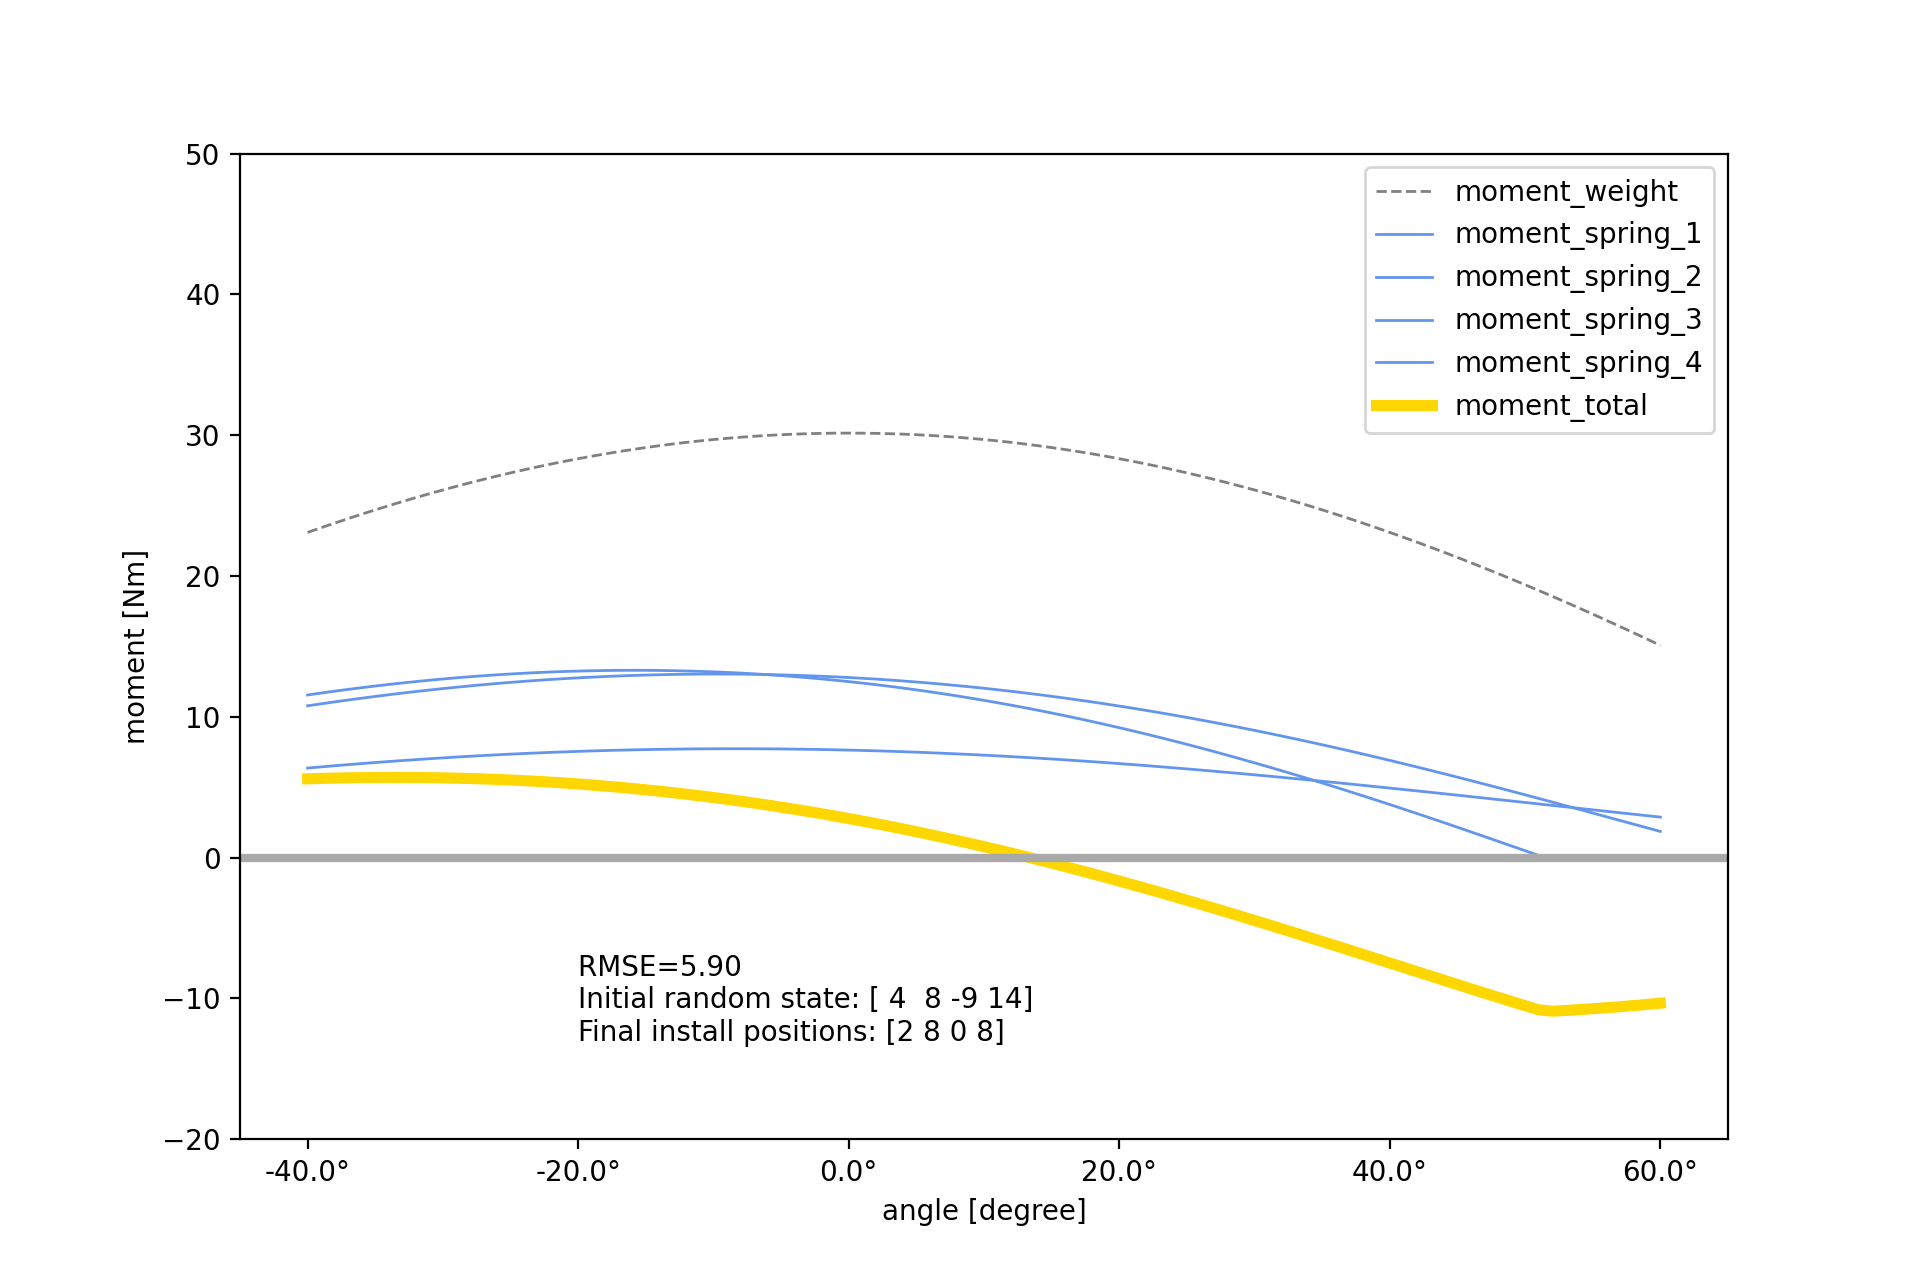 50
40
30
20
10
0
−10
−20
moment [Nm]
moment_weight
moment_spring_1
moment_spring_2
moment_spring_3
moment_spring_4
moment_total
RMSE=5.90
Initial random state: [ 4  8 -9 14]
Final install positions: [2 8 0 8]
-40.0° -20.0° 0.0° 20.0° 40.0° 60.0°
angle [degree]